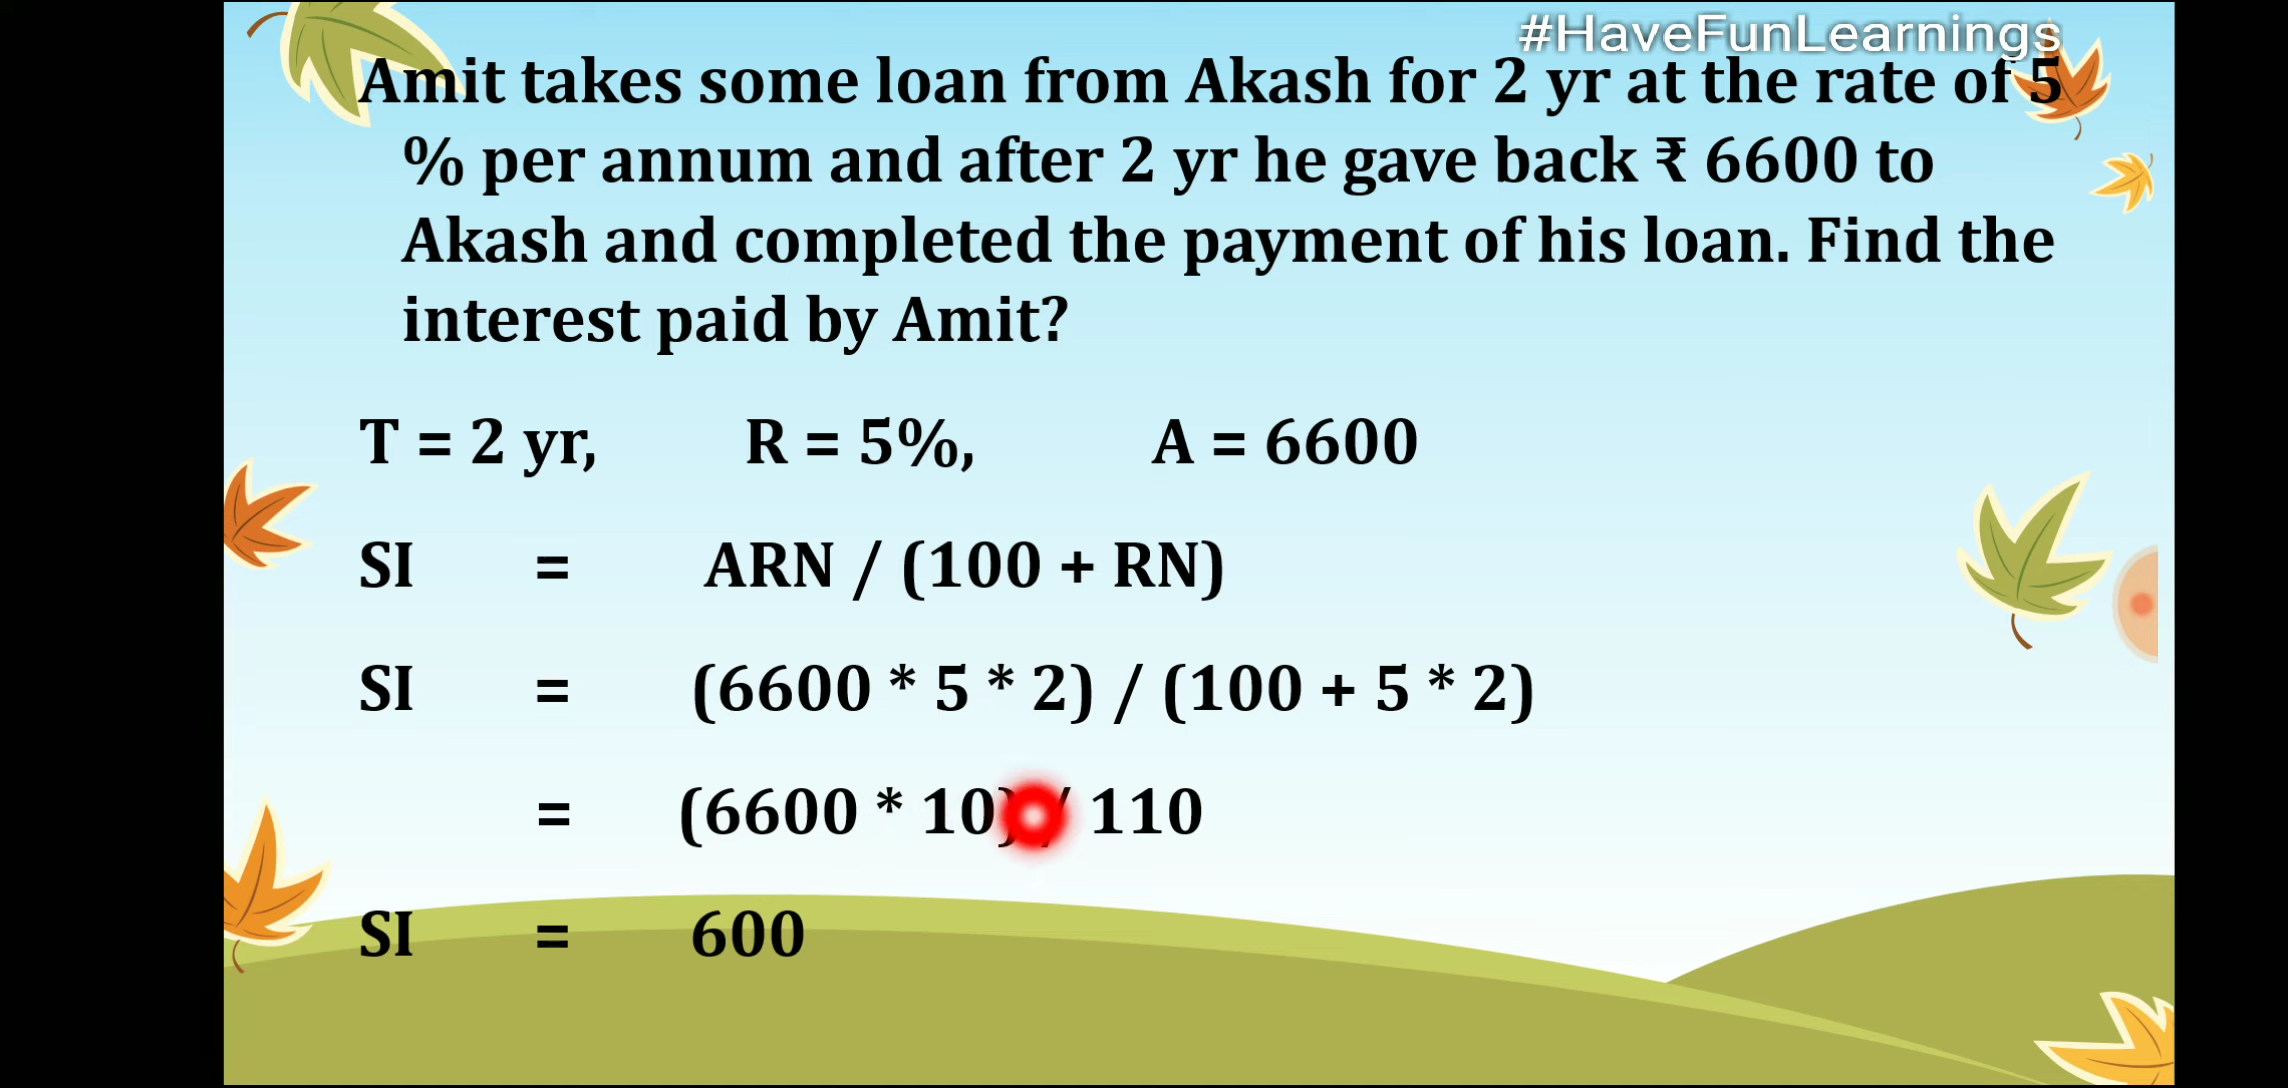 #HaveFunLearnings
Amit takes some loan from Akash for 2 yr at the rate of 5
% per annum and after 2 yr he gave back ₹ 6600 to
Akash and completed the payment of his loan. Find the
interest paid by Amit?
T = 2 yr, R = 5%, A = 6600
SI = ARN / (100 + RN)
SI = (6600 * 5 * 2) / (100 + 5 * 2)
= (6600 * 10) / 110
SI = 600